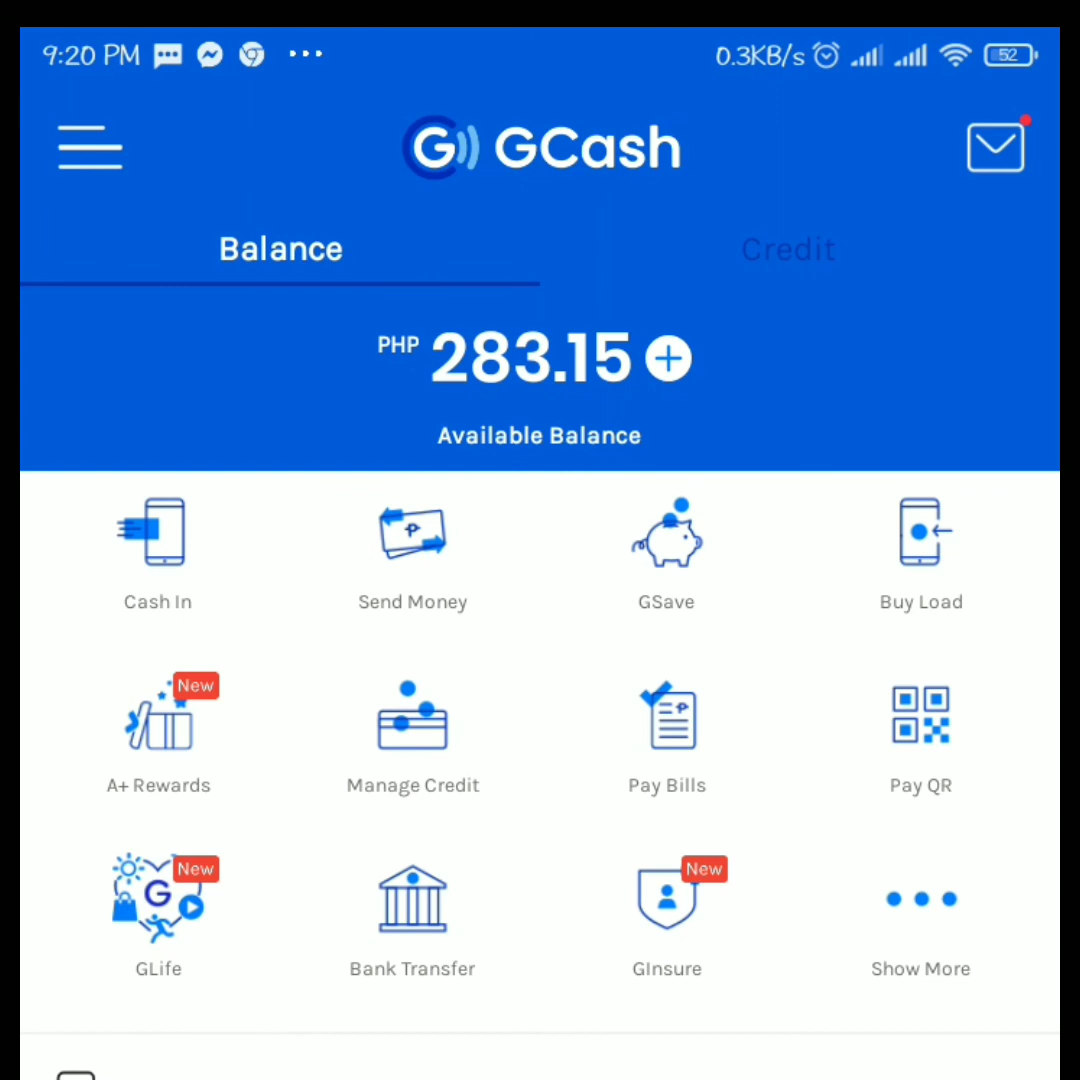 9:20 PM 0.3KB/s 52
G GCash
Balance Credit
PHP 283.15
Available Balance
Cash In Send Money GSave Buy Load
New
A+ Rewards Manage Credit Pay Bills Pay QR
New New
G
GLife Bank Transfer GInsure Show More